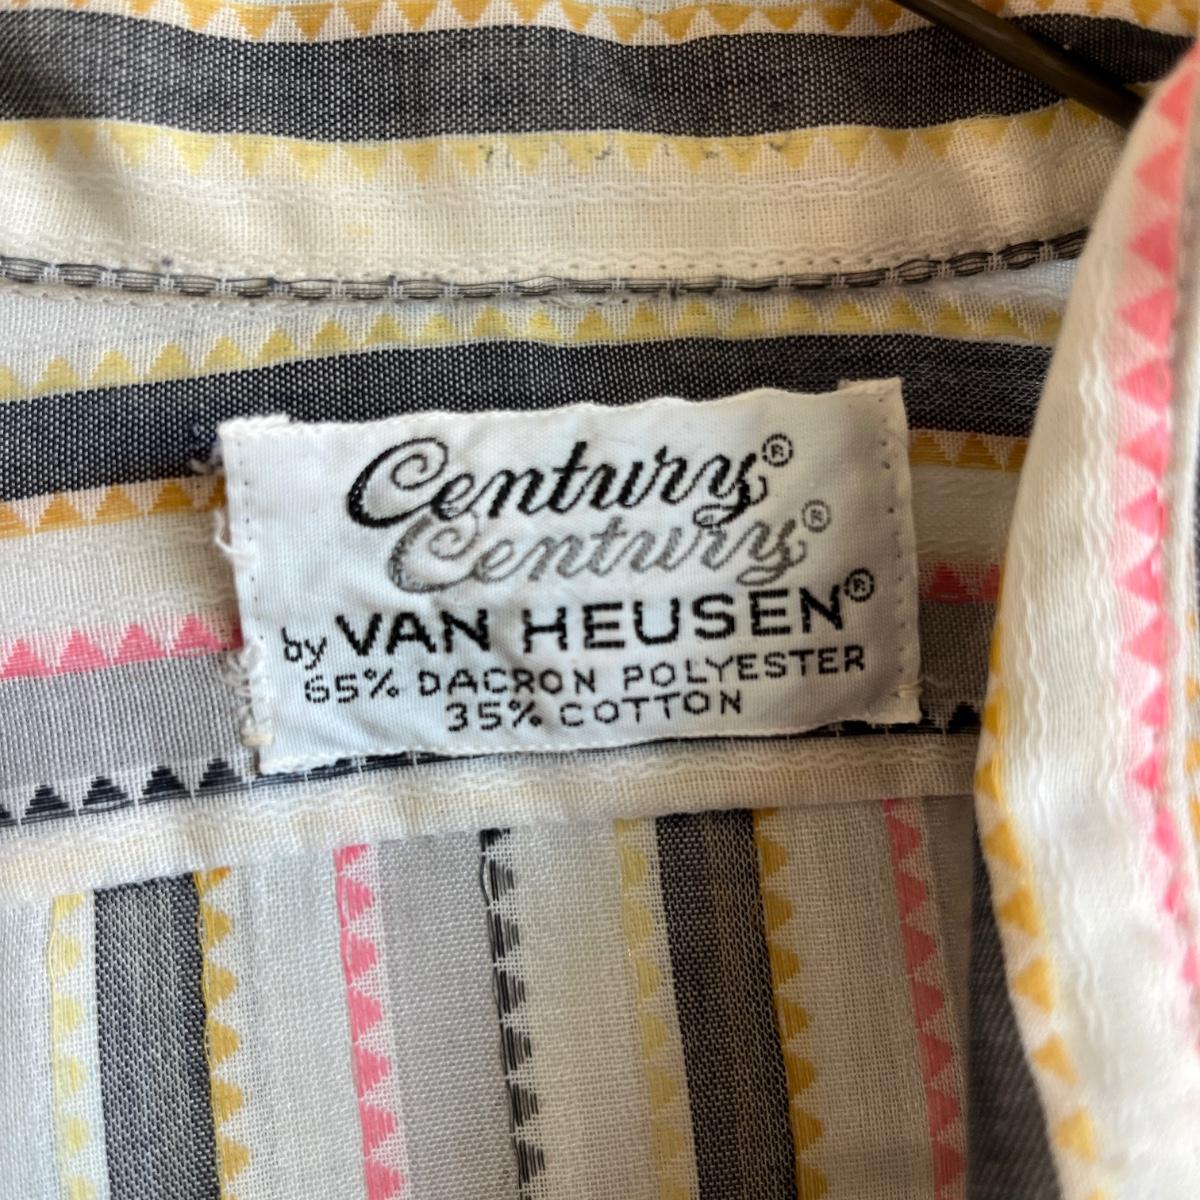 Century®
Century®
by VAN HEUSEN®
65% DACRON POLYESTER
35% COTTON